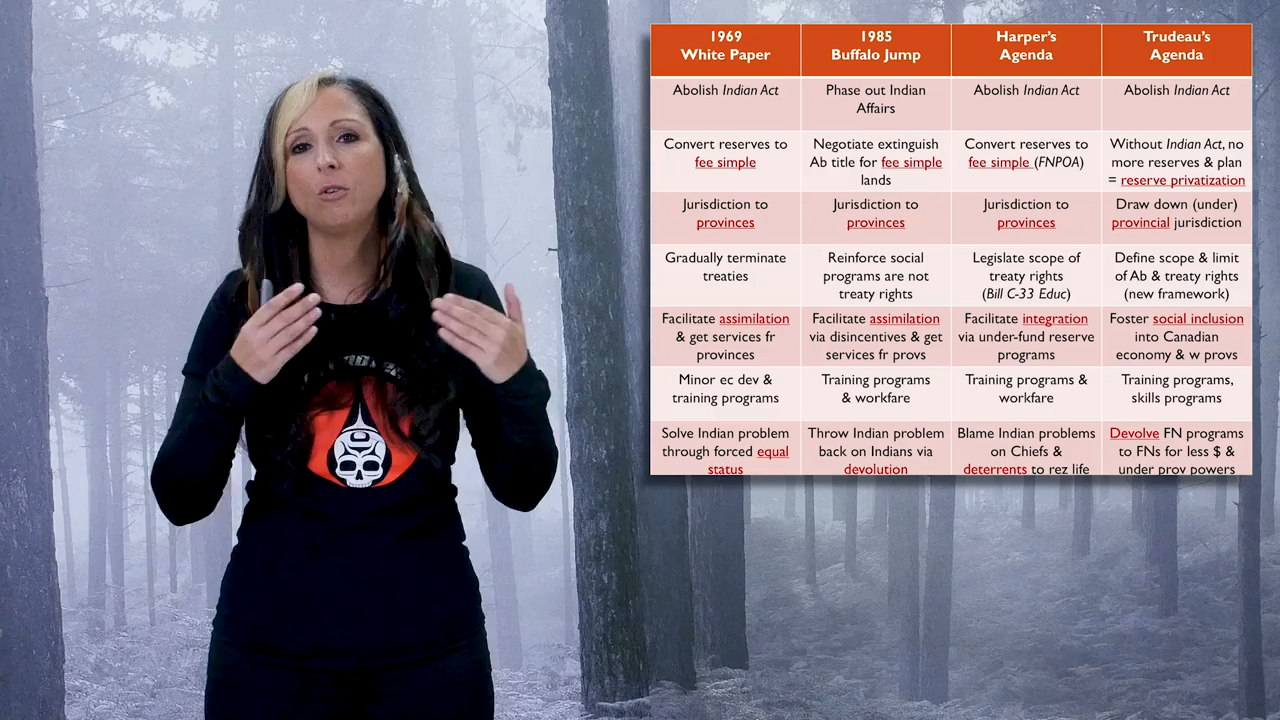 1969
White Paper
1985
Buffalo Jump
Harper's
Agenda
Trudeau's
Agenda
Abolish Indian Act
Phase out Indian
Affairs
Abolish Indian Act
Abolish Indian Act
Convert reserves to
fee simple
Negotiate extinguish
Ab title for fee simple
lands
Convert reserves to
fee simple (FNPOA)
Without Indian Act, no
more reserves & plan
= reserve privatization
Jurisdiction to
provinces
Jurisdiction to
provinces
Jurisdiction to
provinces
Draw down (under)
provincial jurisdiction
Gradually terminate
treaties
Reinforce social
programs are not
treaty rights
Legislate scope of
treaty rights
(Bill C-33 Educ)
Define scope & limit
of Ab & treaty rights
(new framework)
Facilitate assimilation
& get services fr
provinces
Facilitate assimilation
via disincentives & get
services fr provs
Facilitate integration
via under-fund reserve
programs
Foster social inclusion
into Canadian
economy & w provs
Minor ec dev &
training programs
Training programs
& workfare
Training programs &
workfare
Training programs,
skills programs
Solve Indian problem
through forced equal
status
Throw Indian problem
back on Indians via
devolution
Blame Indian problems
on Chiefs &
deterrents to rez life
Devolve FN programs
to FNs for less $ &
under prov powers